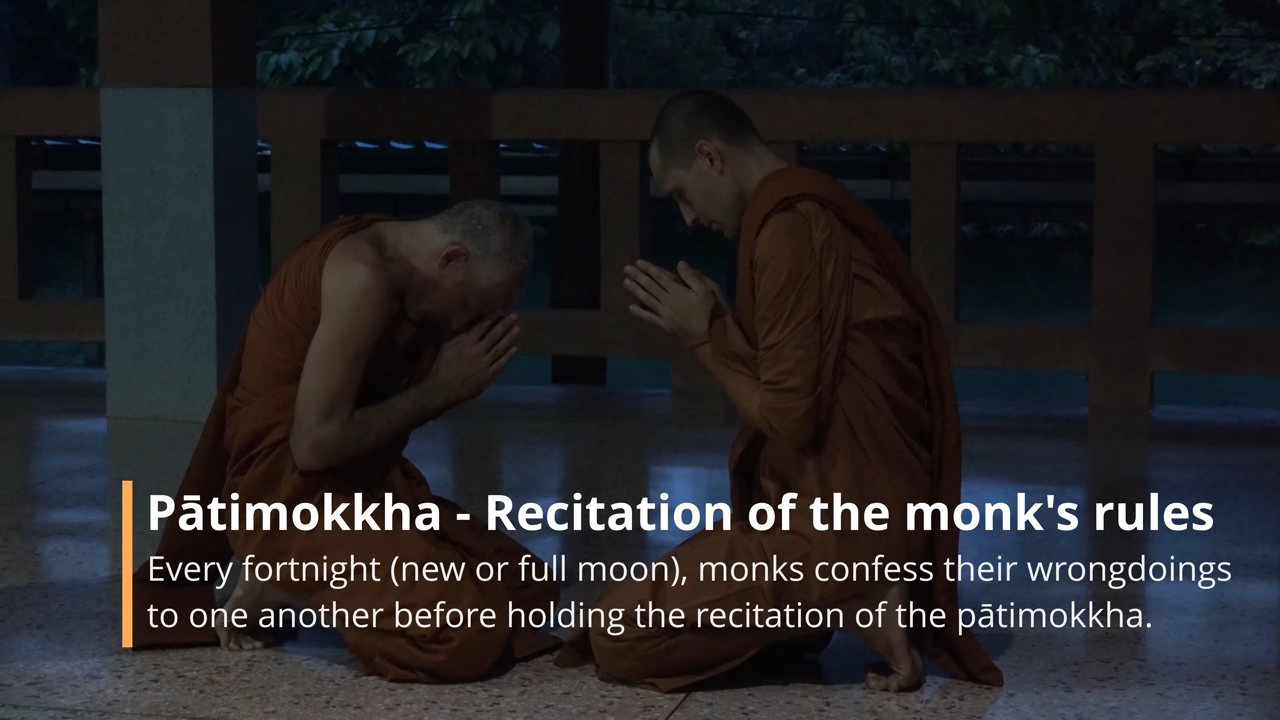 Pātimokkha - Recitation of the monk's rules
Every fortnight (new or full moon), monks confess their wrongdoings
to one another before holding the recitation of the pātimokkha.